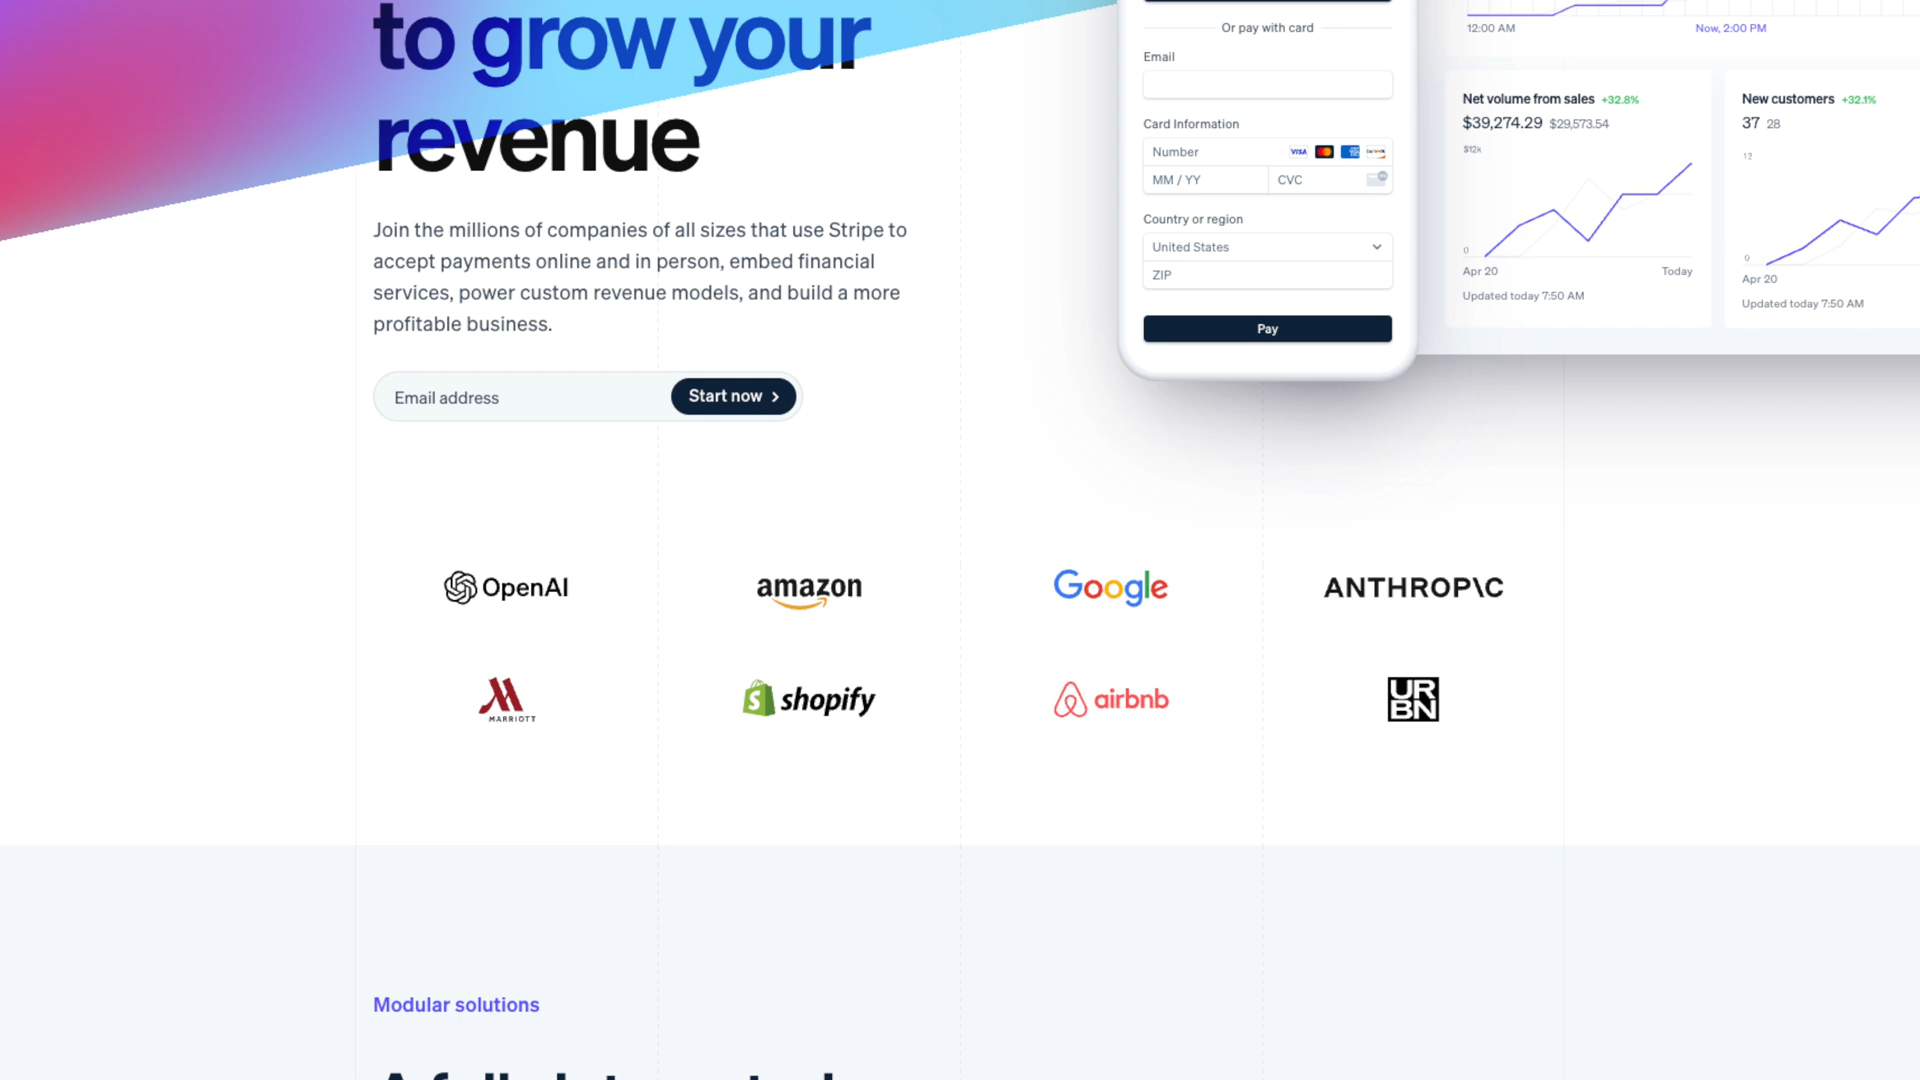 to grow your
revenue
Join the millions of companies of all sizes that use Stripe to
accept payments online and in person, embed financial
services, power custom revenue models, and build a more
profitable business.
Email address
Start now
Or pay with card
Email
Card Information
Number
VISA
MM / YY
CVC
Country or region
United States
ZIP
Pay
12:00 AM
Now, 2:00 PM
Net volume from sales +32.8%
$39,274.29 $29,573.54
$12k
0
Apr 20
Today
Updated today 7:50 AM
New customers +32.1%
37 28
12
0
Apr 20
Updated today 7:50 AM
OpenAI
amazon
Google
ANTHROP\C
MARRIOTT
shopify
airbnb
URBN
Modular solutions